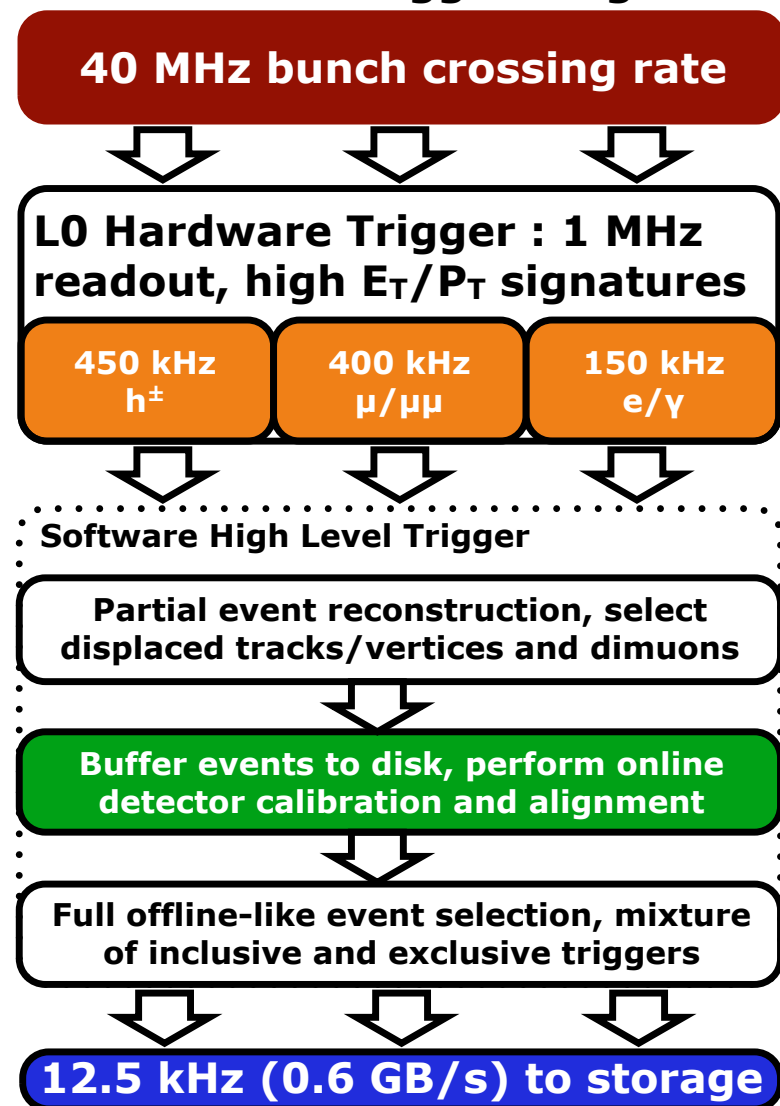 40 MHz bunch crossing rate
L0 Hardware Trigger : 1 MHz
readout, high E_T/P_T signatures
450 kHz
h±
400 kHz
μ/μμ
150 kHz
e/γ
Software High Level Trigger
Partial event reconstruction, select
displaced tracks/vertices and dimuons
Buffer events to disk, perform online
detector calibration and alignment
Full offline-like event selection, mixture
of inclusive and exclusive triggers
12.5 kHz (0.6 GB/s) to storage